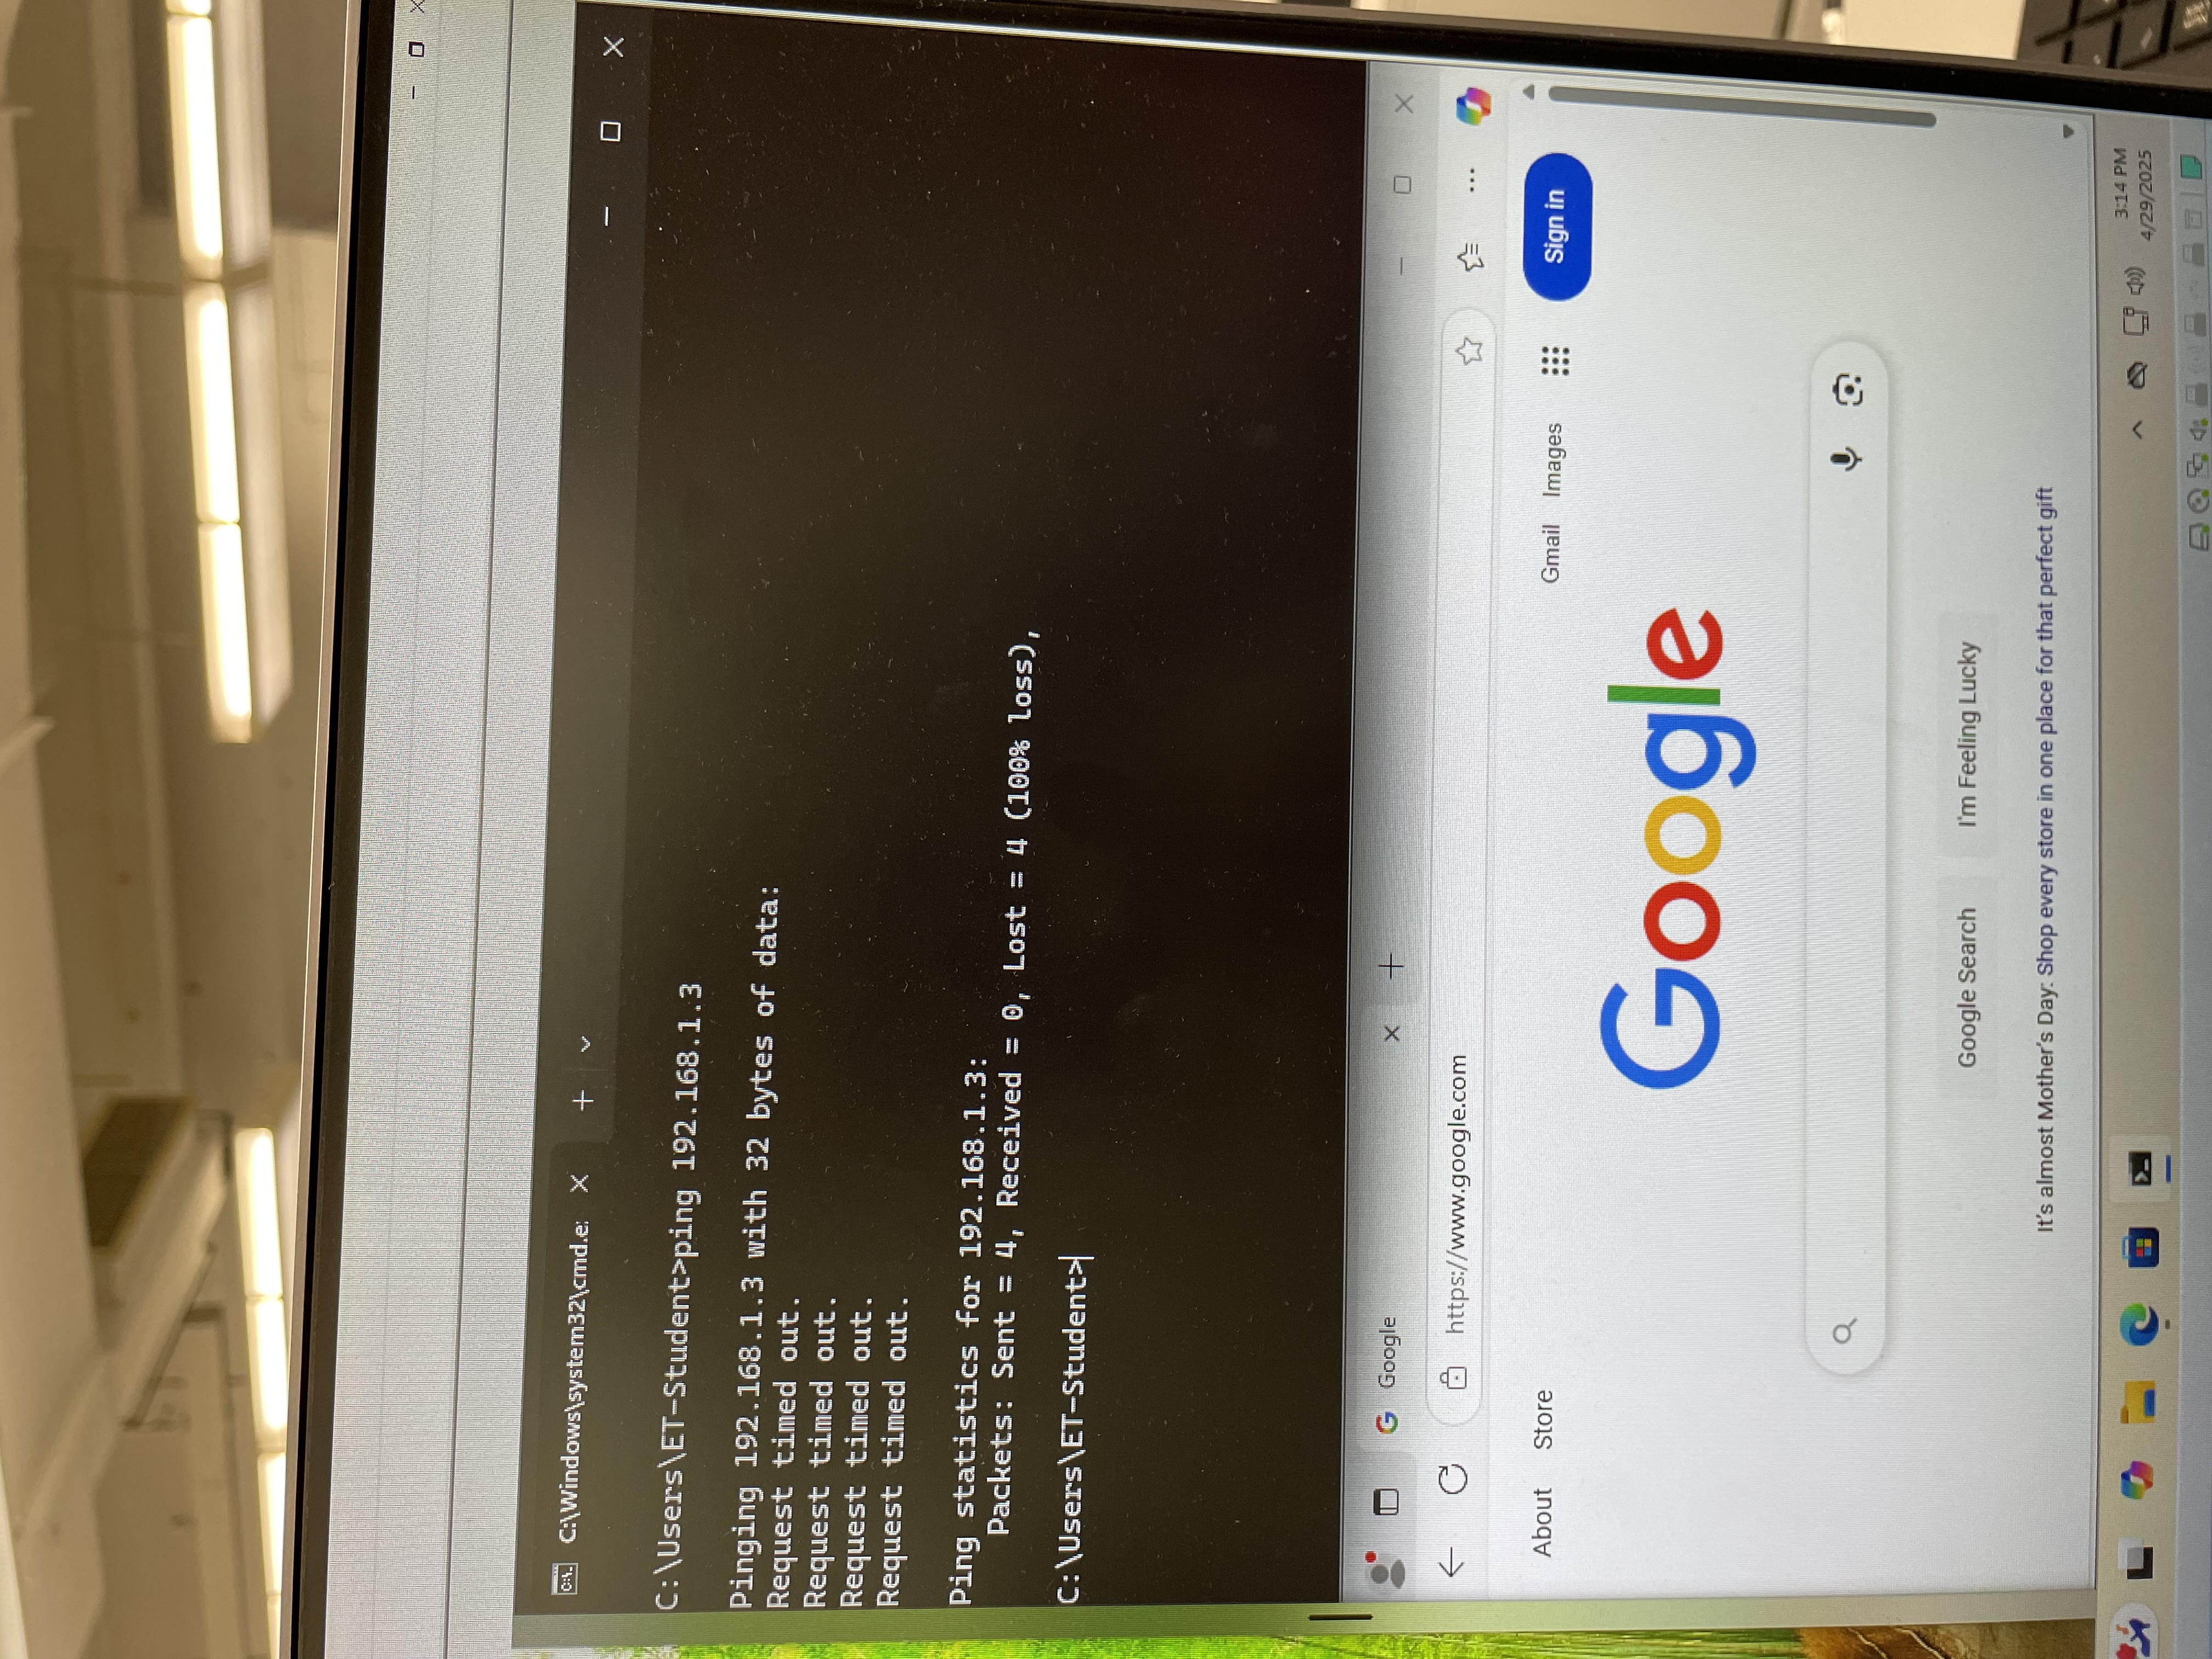 C:\Windows\system32\cmd.e
C:\Users\ET-Student>ping 192.168.1.3
Pinging 192.168.1.3 with 32 bytes of data:
Request timed out.
Request timed out.
Request timed out.
Request timed out.
Ping statistics for 192.168.1.3:
Packets: Sent = 4, Received = 0, Lost = 4 (100% loss),
C:\Users\ET-Student>
Google
https://www.google.com
About Store Gmail Images Sign in
Google
Google Search I'm Feeling Lucky
It's almost Mother's Day: Shop every store in one place for that perfect gift
3:14 PM
4/29/2025